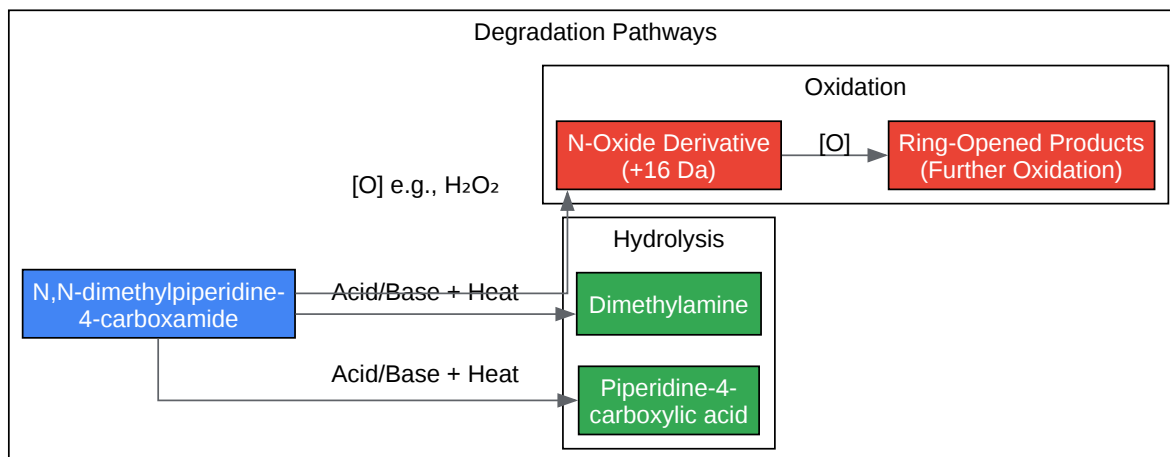 Degradation Pathways
Oxidation
N-Oxide Derivative
(+16 Da)
[O]
Ring-Opened Products
(Further Oxidation)
[O] e.g., H₂O₂
Hydrolysis
N,N-dimethylpiperidine-
4-carboxamide
Acid/Base + Heat
Dimethylamine
Acid/Base + Heat
Piperidine-4-
carboxylic acid